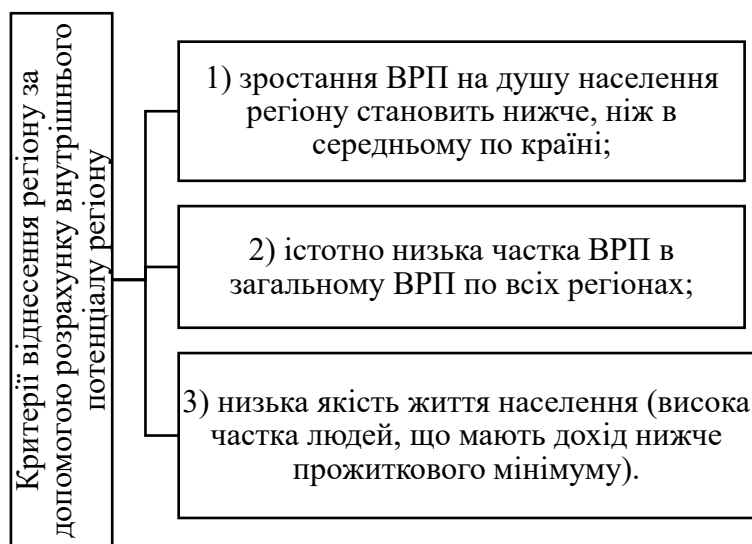 Критерії віднесення регіону за
допомогою розрахунку внутрішнього
потенціалу регіону
1) зростання ВРП на душу населення
регіону становить нижче, ніж в
середньому по країні;
2) істотно низька частка ВРП в
загальному ВРП по всіх регіонах;
3) низька якість життя населення (висока
частка людей, що мають дохід нижче
прожиткового мінімуму).